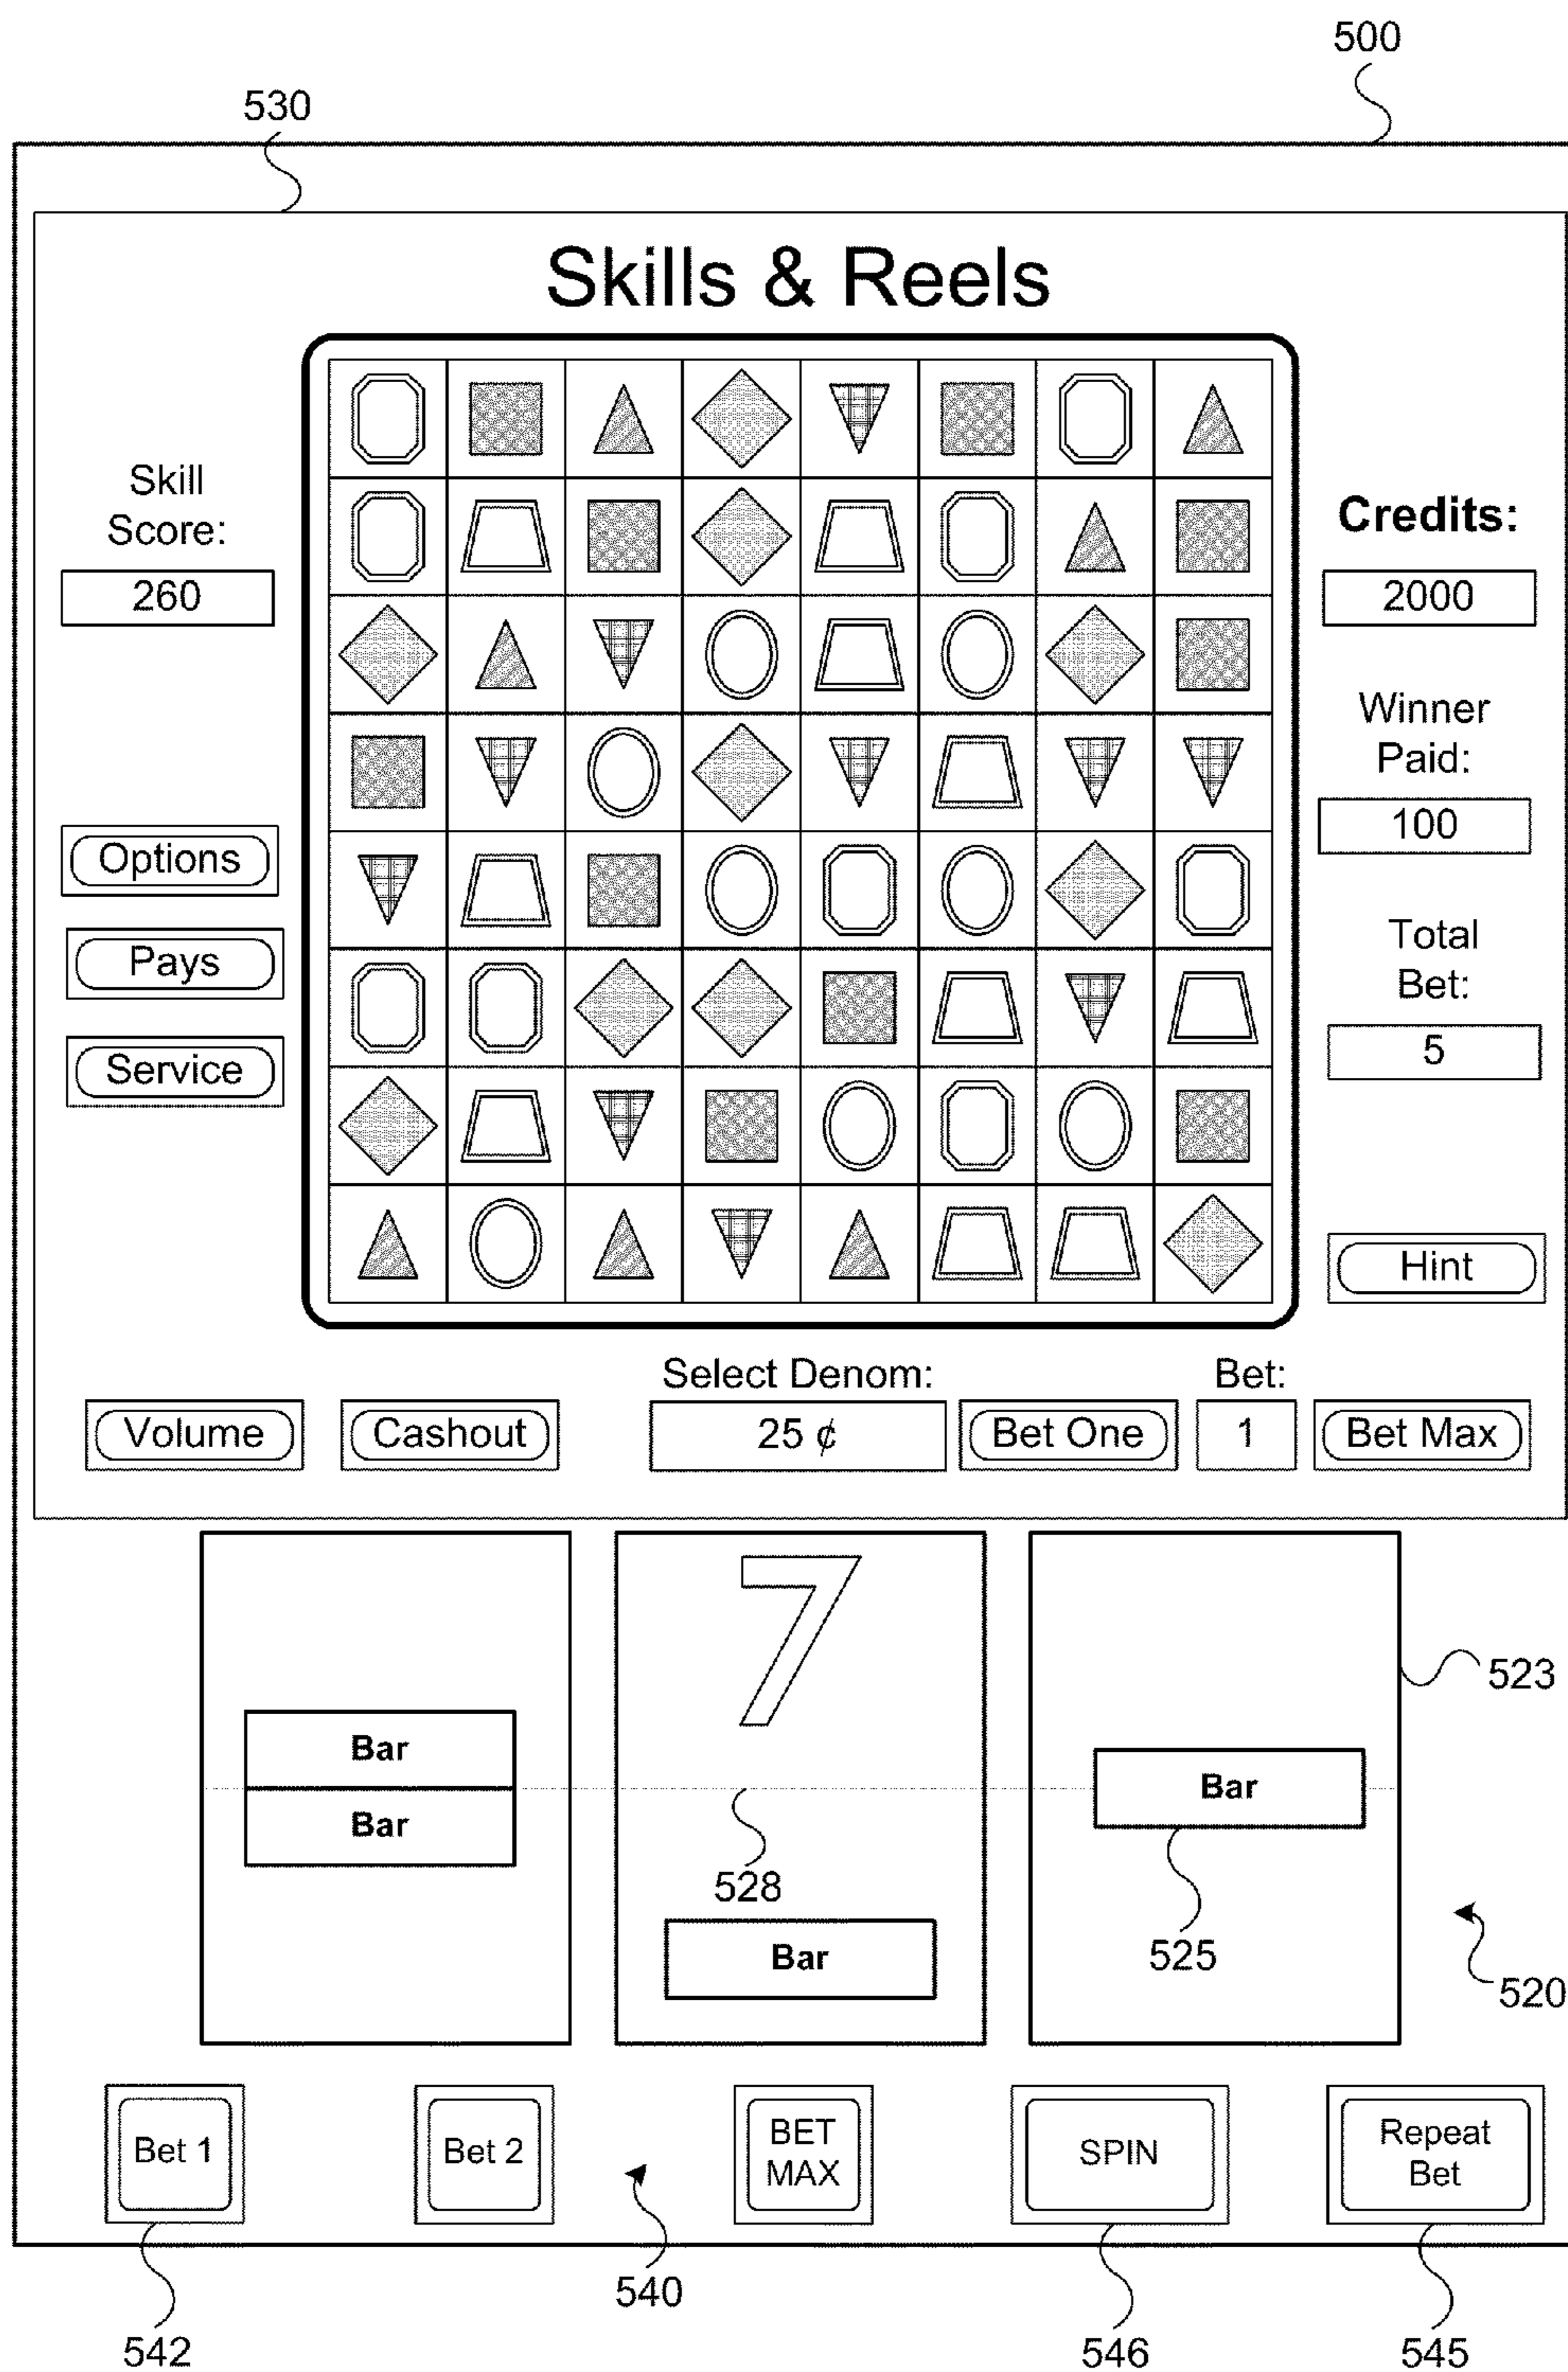 500
530
Skills & Reels
Skill
Score:
260
Credits:
2000
Winner
Paid:
100
Options
Pays
Total
Bet:
5
Service
Hint
Select Denom:
Bet:
Volume
Cashout
25 ¢
Bet One
1
Bet Max
7
523
Bar
Bar
Bar
528
Bar
525
520
Bet 1
Bet 2
BET
MAX
SPIN
Repeat
Bet
540
542
546
545